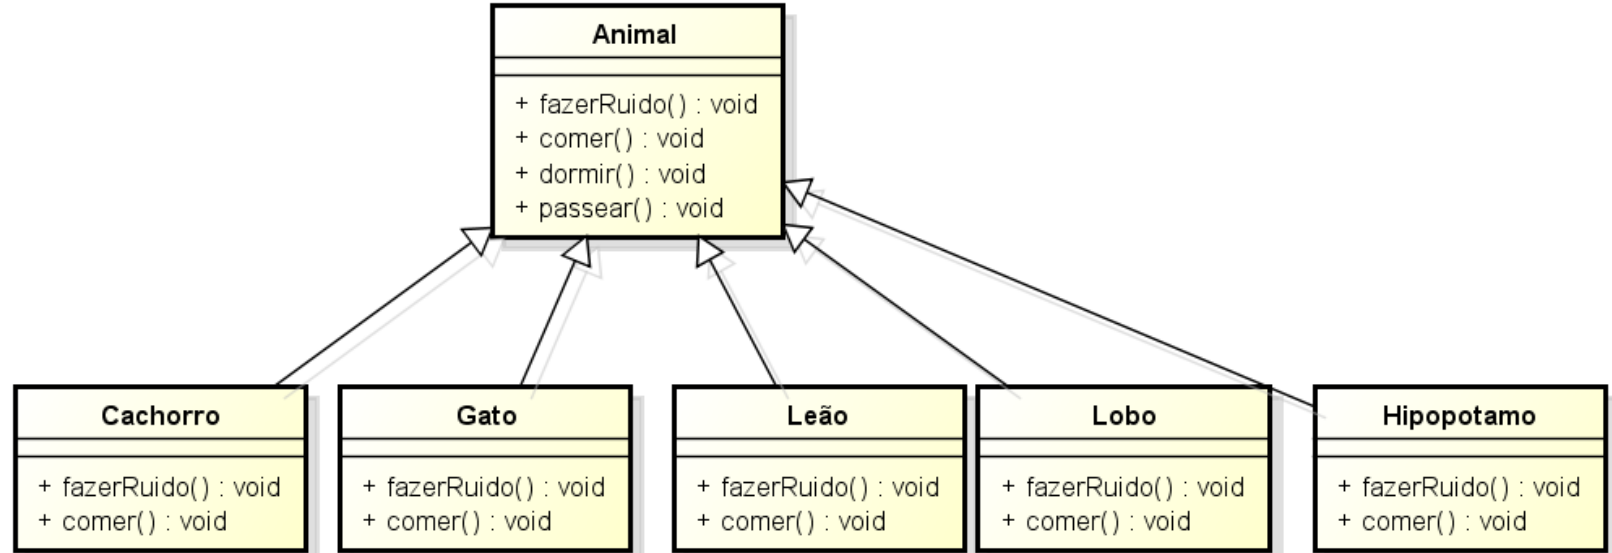 Animal
+ fazerRuido() : void
+ comer() : void
+ dormir() : void
+ passear() : void
Cachorro
+ fazerRuido() : void
+ comer() : void
Gato
+ fazerRuido() : void
+ comer() : void
Leão
+ fazerRuido() : void
+ comer() : void
Lobo
+ fazerRuido() : void
+ comer() : void
Hipopotamo
+ fazerRuido() : void
+ comer() : void